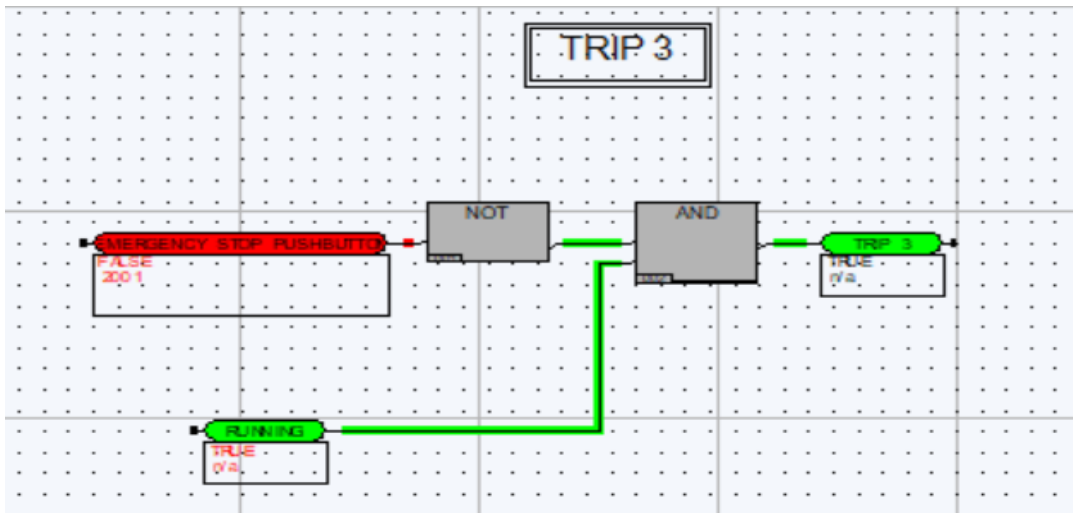 TRIP 3
NOT
AND
EMERGENCY STOP PUSHBUTTO
TRIP 3
FALSE
2001
TRUE
n/a
RUNNING
TRUE
n/a